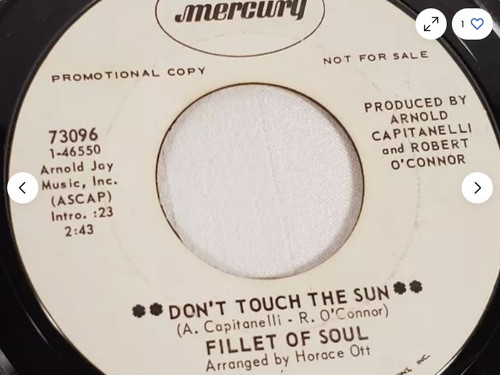 mercury
PROMOTIONAL COPY
NOT FOR SALE
73096
1-46550
Arnold Jay
Music, Inc.
(ASCAP)
Intro. :23
2:43
PRODUCED BY
ARNOLD
CAPITANELLI
and ROBERT
O'CONNOR
**DON'T TOUCH THE SUN**
(A. Capitanelli - R. O'Connor)
FILLET OF SOUL
Arranged by Horace Ott
INC.
1